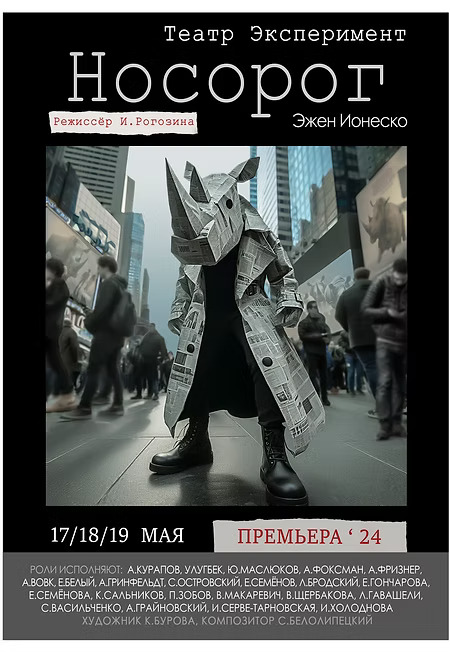 Театр Эксперимент
Носорог
Режиссёр И.Рогозина
Эжен Ионеско
17/18/19 МАЯ
ПРЕМЬЕРА ‘ 24
РОЛИ ИСПОЛНЯЮТ: А.КУРАПОВ, УЛУГБЕК, Ю.МАСЛЮКОВ, А.ФОКСМАН, А.ФРИЗНЕР,
А.ВОВК, Е.БЕЛЫЙ, А.ГРИНФЕЛЬДТ, С.ОСТРОВСКИЙ, Е.СЕМЁНОВ, Л.БРОДСКИЙ, Е.ГОНЧАРОВА,
Е.СЕМЁНОВА, К.САЛЬНИКОВ, П.ЗОБОВ, В.МАКАРЕВИЧ, В.ЩЕРБАКОВА, Л.ГАВАШЕЛИ,
С.ВАСИЛЬЧЕНКО, А.ГРАЙНОВСКИЙ, И.СЕРВЕ-ТАРНОВСКАЯ, И.ХОЛОДНОВА
ХУДОЖНИК К.БУРОВА, КОМПОЗИТОР С.БЕЛОЛИПЕЦКИЙ